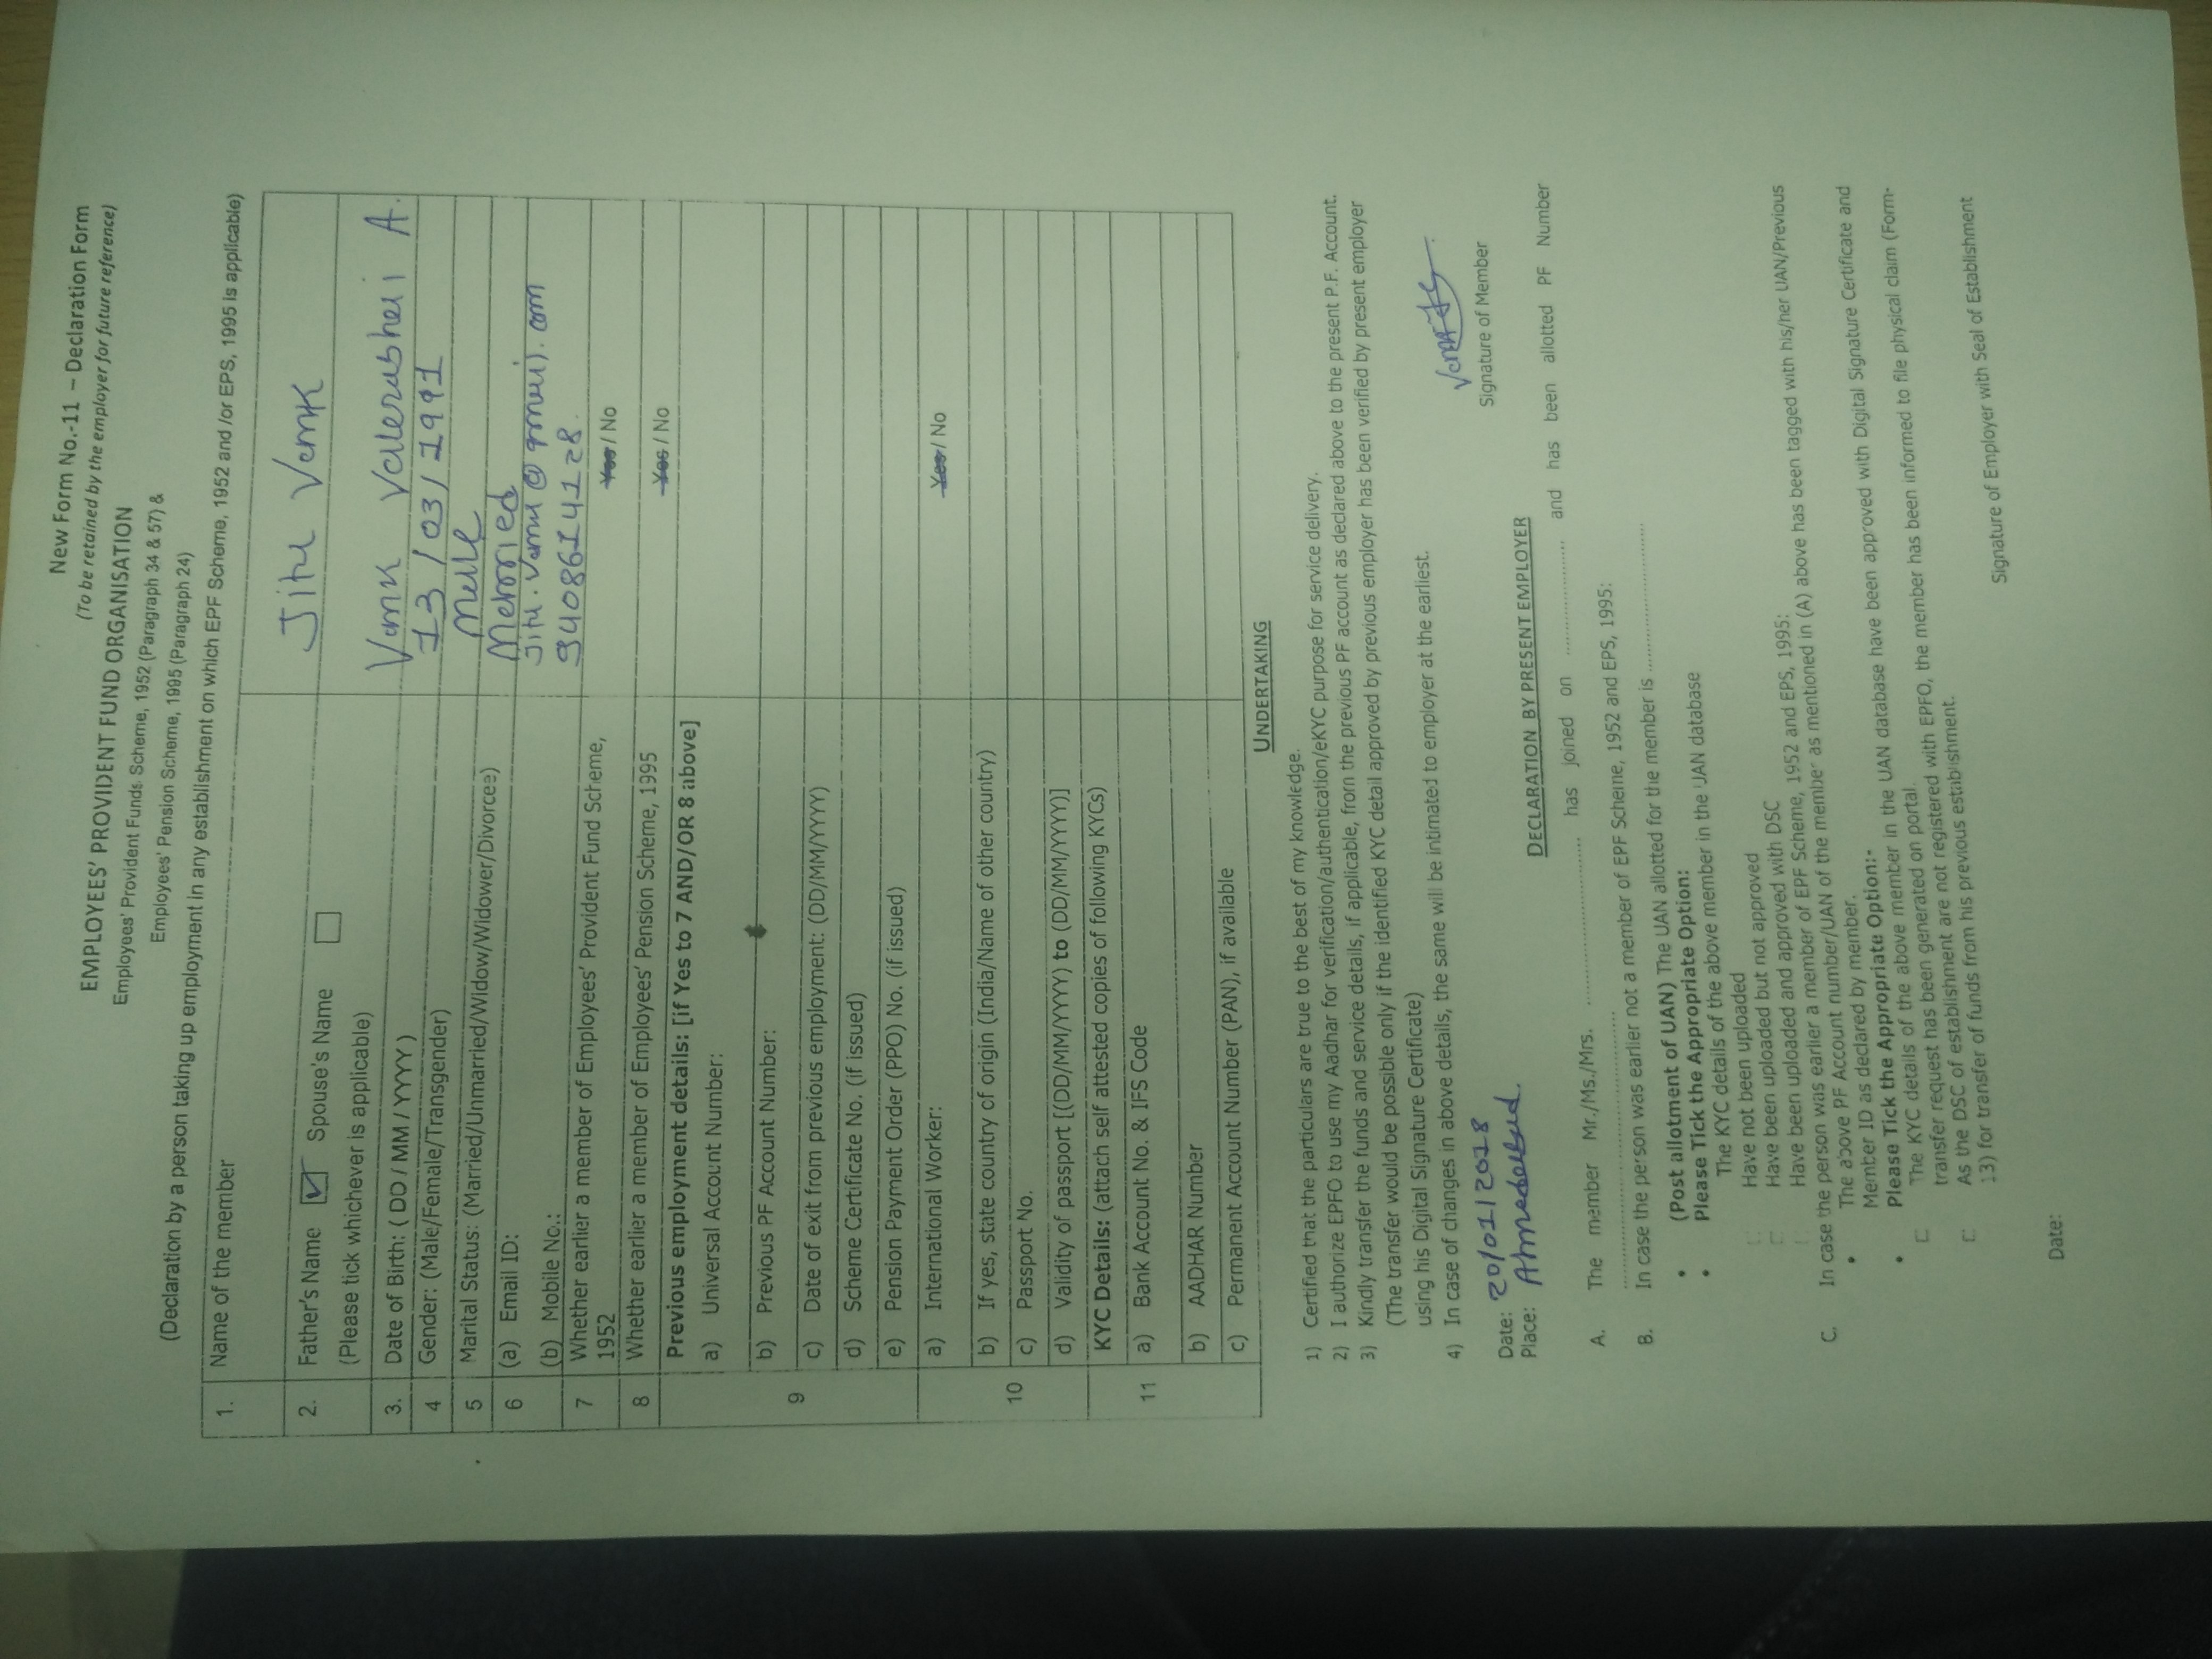 New Form No.-11 – Declaration Form
(To be retained by the employer for future reference)
EMPLOYEES' PROVIDENT FUND ORGANISATION
Employees' Provident Funds Scheme, 1952 (Paragraph 34 & 57) &
Employees' Pension Scheme, 1995 (Paragraph 24)
(Declaration by a person taking up employment in any establishment on which EPF Scheme, 1952 and /or EPS, 1995 is applicable)
1. Name of the member Jitu Vank
2. Father's Name ☑ Spouse's Name ☐
(Please tick whichever is applicable) Vank A.
3. Date of Birth: ( DD / MM / YYYY ) 13 / 03 / 1991
4 Gender: (Male/Female/Transgender) Male
5 Marital Status: (Married/Unmarried/Widow/Widower/Divorcee) Married
6 (a) Email ID:
(b) Mobile No.: 9408614128.
7 Whether earlier a member of Employees' Provident Fund Scheme,
1952 Yes / No
8 Whether earlier a member of Employees' Pension Scheme, 1995 Yes / No
9 Previous employment details: [if Yes to 7 AND/OR 8 above]
a) Universal Account Number:
b) Previous PF Account Number:
c) Date of exit from previous employment: (DD/MM/YYYY)
d) Scheme Certificate No. (if issued)
e) Pension Payment Order (PPO) No. (if issued)
10 a) International Worker: Yes / No
b) If yes, state country of origin (India/Name of other country)
c) Passport No.
d) Validity of passport [(DD/MM/YYYY) to (DD/MM/YYYY)]
11 KYC Details: (attach self attested copies of following KYCs)
a) Bank Account No. & IFS Code
b) AADHAR Number
c) Permanent Account Number (PAN), if available
UNDERTAKING
1) Certified that the particulars are true to the best of my knowledge.
2) I authorize EPFO to use my Aadhar for verification/authentication/eKYC purpose for service delivery.
3) Kindly transfer the funds and service details, if applicable, from the previous PF account as declared above to the present P.F. Account.
(The transfer would be possible only if the identified KYC detail approved by previous employer has been verified by present employer
using his Digital Signature Certificate)
4) In case of changes in above details, the same will be intimated to employer at the earliest.
Date: 20/01/2018
Place:
Signature of Member
DECLARATION BY PRESENT EMPLOYER
A. The member Mr./Ms./Mrs. .................... has joined on .................... and has been allotted PF Number
....................
B. In case the person was earlier not a member of EPF Scheme, 1952 and EPS, 1995:
• (Post allotment of UAN) The UAN allotted for the member is ....................
• Please Tick the Appropriate Option:
The KYC details of the above member in the UAN database
Have not been uploaded
Have been uploaded but not approved
Have been uploaded and approved with DSC
C. In case the person was earlier a member of EPF Scheme, 1952 and EPS, 1995:
• The above PF Account number/UAN of the member as mentioned in (A) above has been tagged with his/her UAN/Previous
Member ID as declared by member.
• Please Tick the Appropriate Option:-
The KYC details of the above member in the UAN database have been approved with Digital Signature Certificate and
transfer request has been generated on portal.
As the DSC of establishment are not registered with EPFO, the member has been informed to file physical claim (Form-
13) for transfer of funds from his previous establishment.
Date:
Signature of Employer with Seal of Establishment